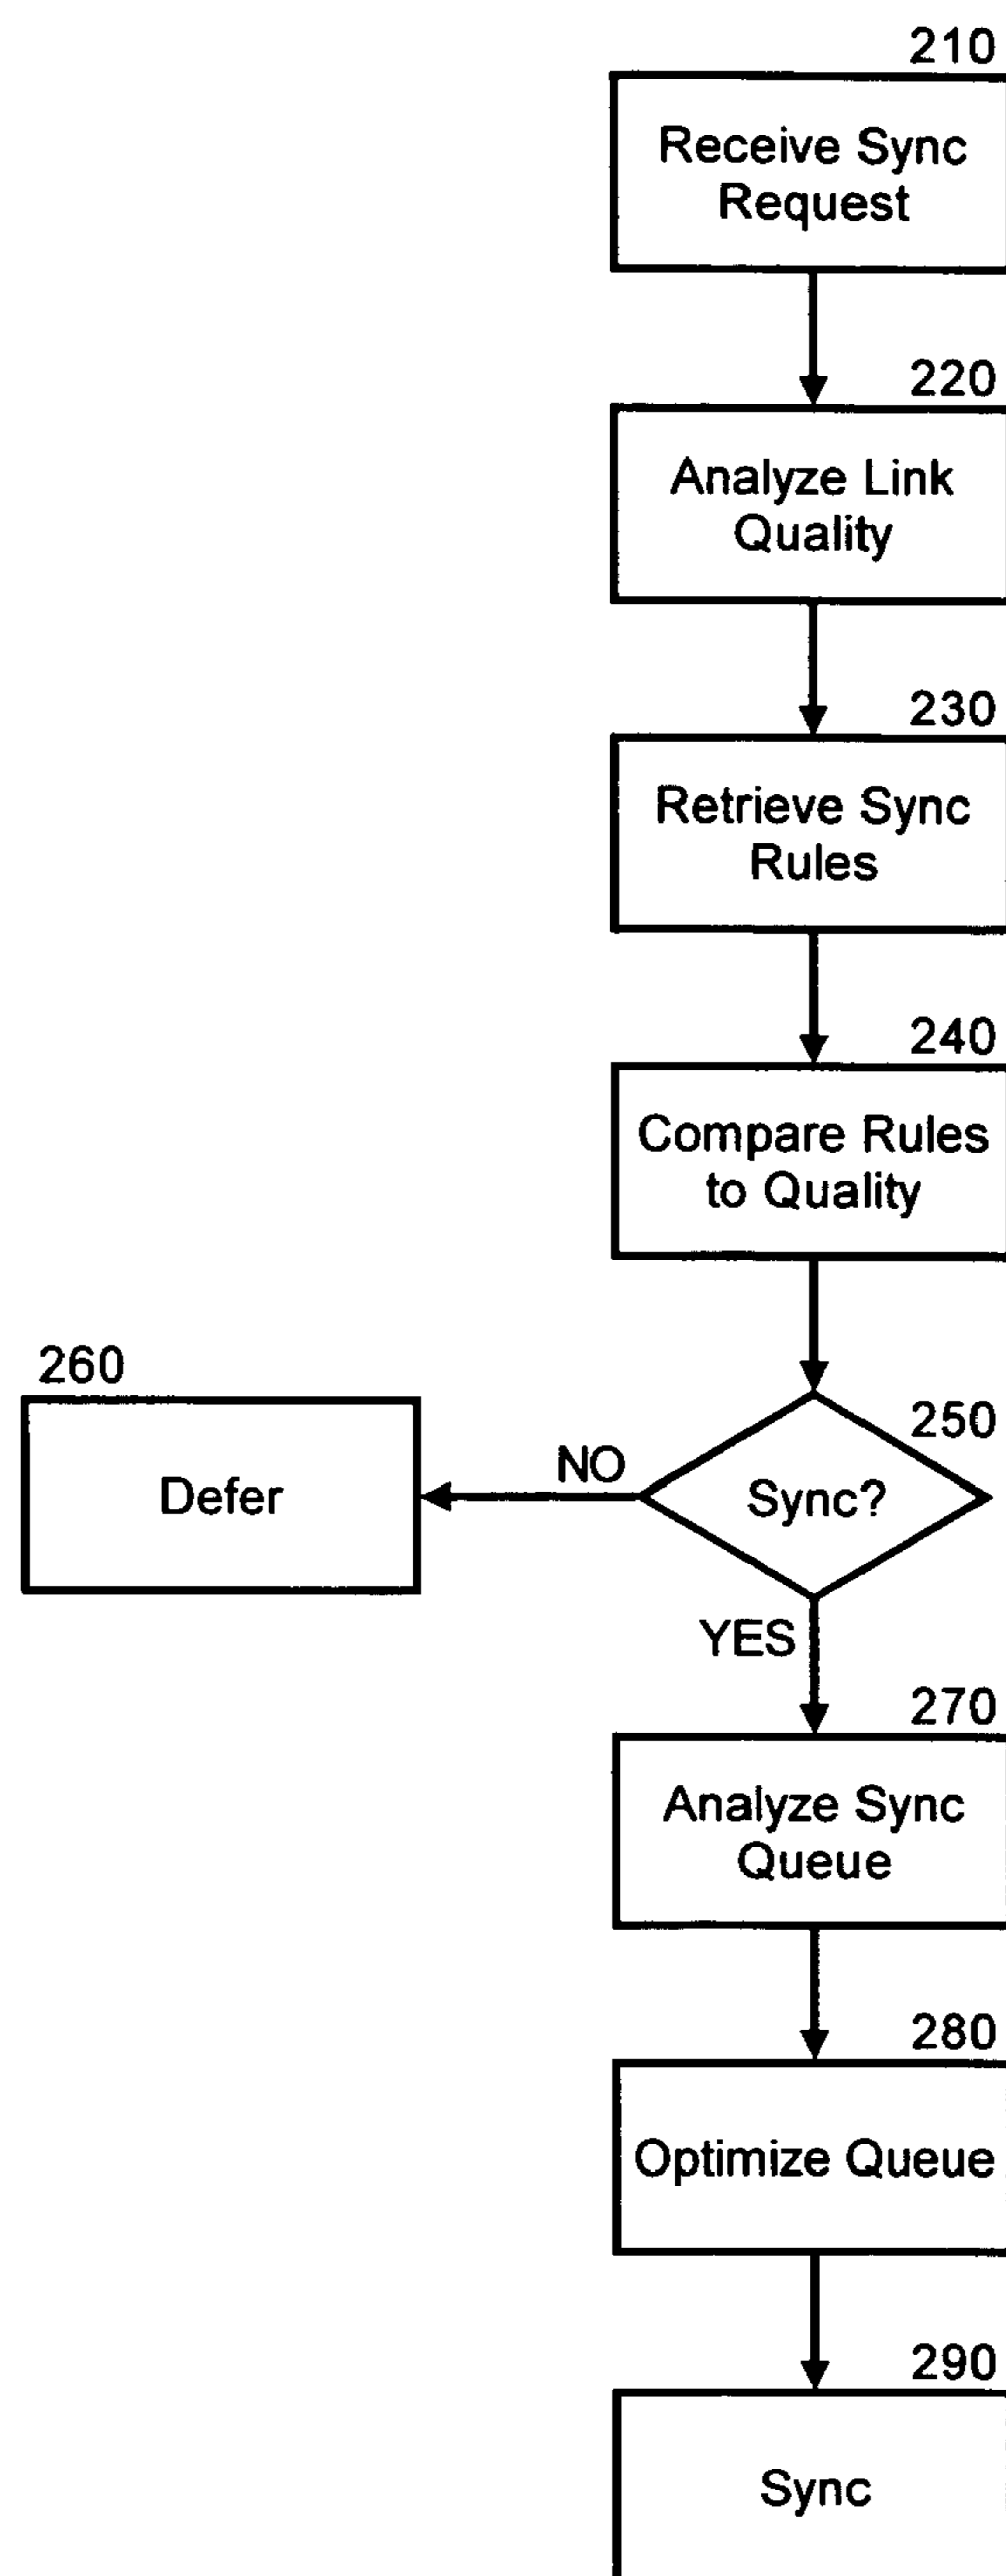 210
Receive Sync
Request
220
Analyze Link
Quality
230
Retrieve Sync
Rules
240
Compare Rules
to Quality
250
Sync?
NO
260
Defer
YES
270
Analyze Sync
Queue
280
Optimize Queue
290
Sync